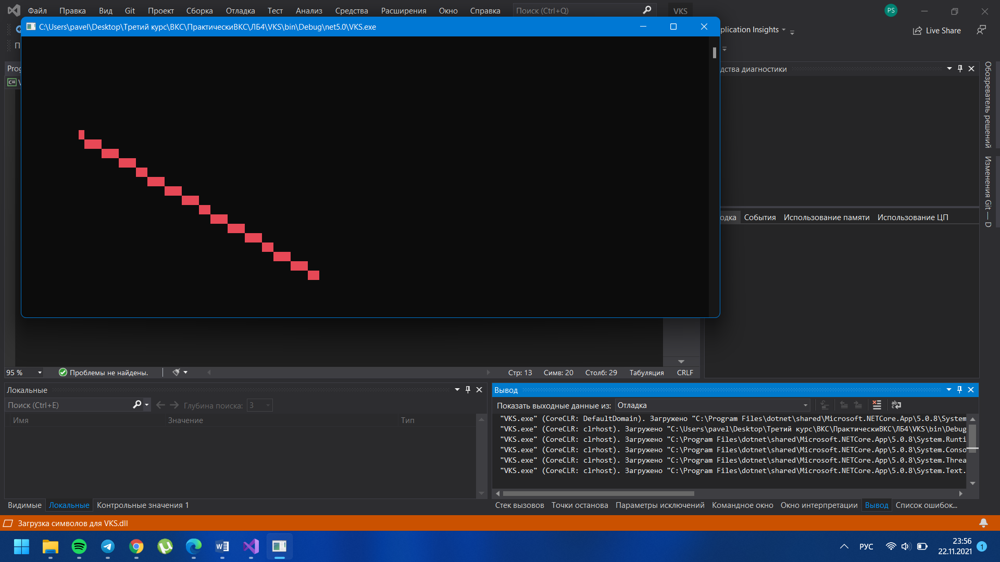 Файл Правка Вид Git Проект Сборка Отладка Тест Анализ Средства Расширения Окно Справка Поиск (Ctrl+Q) VKS PS
C:\Users\pavel\Desktop\Третий курс\ВКС\ПрактическиВКС\ЛБ4\VKS\bin\Debug\net5.0\VKS.exe
plication Insights Live Share
П
Prog
дства диагностики
C# V
Обозреватель решений
Изменения Git — D
одка События Использование памяти Использование ЦП
95 % Проблемы не найдены. Стр: 13 Симв: 20 Столб: 29 Табуляция CRLF
Локальные
Поиск (Ctrl+E) Глубина поиска: 3
Имя Значение Тип
Видимые Локальные Контрольные значения 1
Вывод
Показать выходные данные из: Отладка
"VKS.exe" (CoreCLR: DefaultDomain). Загружено "C:\Program Files\dotnet\shared\Microsoft.NETCore.App\5.0.8\System
"VKS.exe" (CoreCLR: clrhost). Загружено "C:\Users\pavel\Desktop\Третий курс\ВКС\ПрактическиВКС\ЛБ4\VKS\bin\Debug
"VKS.exe" (CoreCLR: clrhost). Загружено "C:\Program Files\dotnet\shared\Microsoft.NETCore.App\5.0.8\System.Runti
"VKS.exe" (CoreCLR: clrhost). Загружено "C:\Program Files\dotnet\shared\Microsoft.NETCore.App\5.0.8\System.Conso
"VKS.exe" (CoreCLR: clrhost). Загружено "C:\Program Files\dotnet\shared\Microsoft.NETCore.App\5.0.8\System.Threa
"VKS.exe" (CoreCLR: clrhost). Загружено "C:\Program Files\dotnet\shared\Microsoft.NETCore.App\5.0.8\System.Text.
Стек вызовов Точки останова Параметры исключений Командное окно Окно интерпретации Вывод Список ошибок...
Загрузка символов для VKS.dll
РУС
23:56
22.11.2021
1